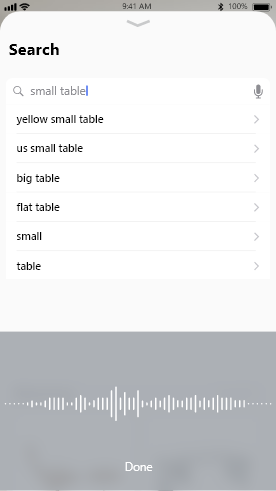 9:41 AM
100%
Search
small table
yellow small table
us small table
big table
flat table
small
table
Done